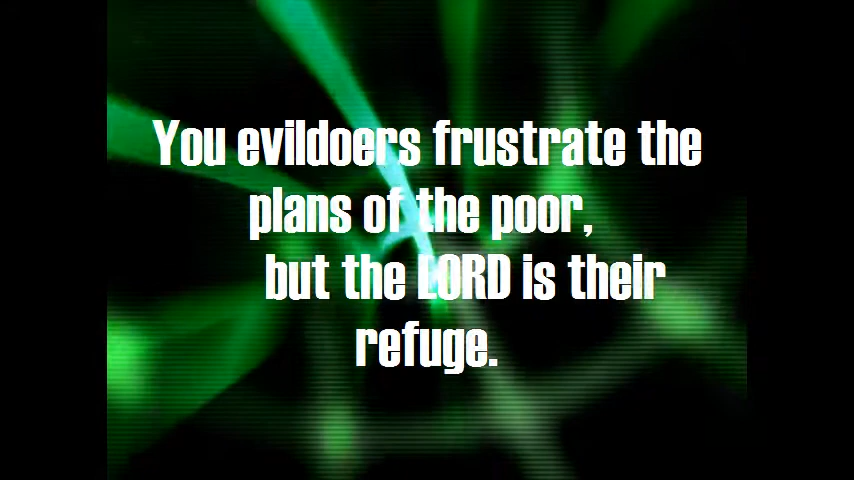 You evildoers frustrate the
plans of the poor,
but the LORD is their
refuge.